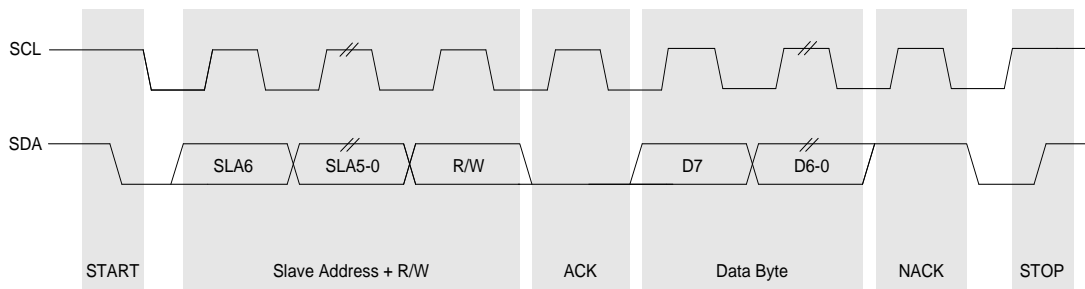 SCL
SDA
SLA6 SLA5-0 R/W D7 D6-0
START Slave Address + R/W ACK Data Byte NACK STOP